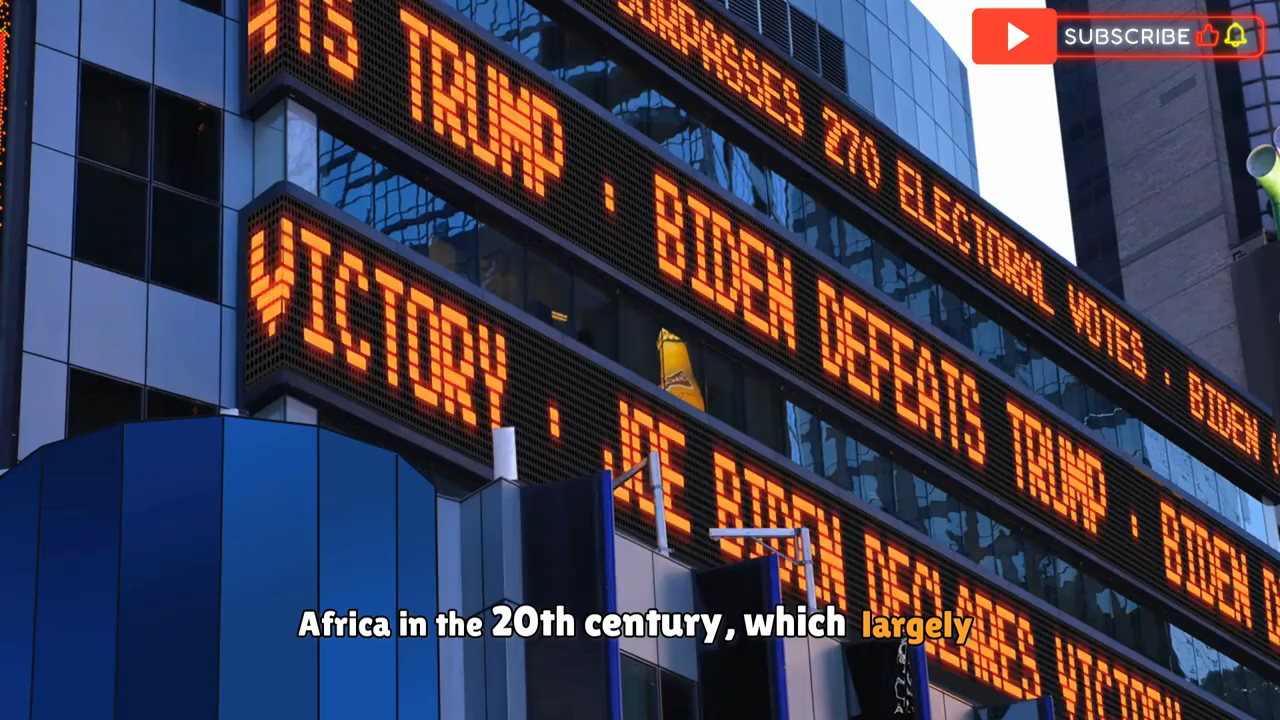 SUBSCRIBE
SURPASSES 270 ELECTORAL VOTES · BIDEN
TRUMP · BIDEN DEFEATS TRUMP · BIDEN
VICTORY · JOE BIDEN DECLARES VICTORY
Africa in the 20th century, which largely